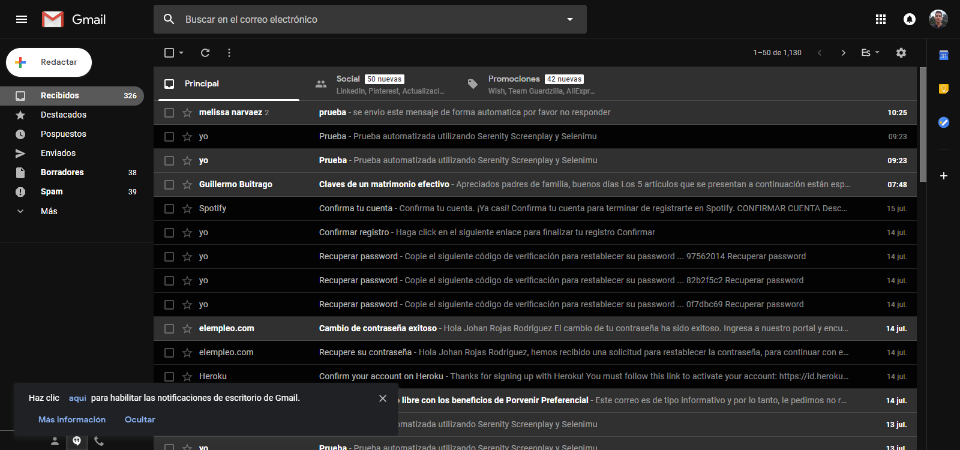 Gmail
Buscar en el correo electrónico
Redactar
1–50 de 1,130
Es
Recibidos 326
Destacados
Pospuestos
Enviados
Borradores 38
Spam 39
Más
Principal
Social 50 nuevas
LinkedIn, Pinterest, Actualizaci...
Promociones 42 nuevas
Wish, Team Guardzilla, AliExpr...
melissa narvaez 2 prueba - se envio este mensaje de forma automatica por favor no responder 10:25
yo Prueba - Prueba automatizada utilizando Serenity Screenplay y Selenimu 09:23
yo Prueba - Prueba automatizada utilizando Serenity Screenplay y Selenimu 09:23
Guillermo Buitrago Claves de un matrimonio efectivo - Apreciados padres de familia, buenos días Los 5 artículos que se presentan a continuación están esp... 07:48
Spotify Confirma tu cuenta - Confirma tu cuenta. ¡Ya casi! Confirma tu cuenta para terminar de registrarte en Spotify. CONFIRMAR CUENTA Desc... 15 jul.
yo Confirmar registro - Haga click en el siguiente enlace para finalizar tu registro Confirmar 14 jul.
yo Recuperar password - Copie el siguiente código de verificación para restablecer su password ... 97562014 Recuperar password 14 jul.
yo Recuperar password - Copie el siguiente código de verificación para restablecer su password ... 82b2f5c2 Recuperar password 14 jul.
yo Recuperar password - Copie el siguiente código de verificación para restablecer su password ... 0f7dbc69 Recuperar password 14 jul.
elempleo.com Cambio de contraseña exitoso - Hola Johan Rojas Rodríguez El cambio de tu contraseña ha sido exitoso. Ingresa a nuestro portal y encu... 14 jul.
elempleo.com Recupere su contraseña - Hola Johan Rojas Rodríguez, hemos recibido una solicitud para restablecer la contraseña, para continuar con e... 14 jul.
Heroku Confirm your account on Heroku - Thanks for signing up with Heroku! You must follow this link to activate your account: https://id.heroku... 14 jul.
libre con los beneficios de Porvenir Preferencial - Este correo es de tipo informativo y por lo tanto, le pedimos no r... 14 jul.
automatizada utilizando Serenity Screenplay y Selenimu 13 jul.
yo Prueba - Prueba automatizada utilizando Serenity Screenplay y Selenimu 13 jul.
Haz clic aquí para habilitar las notificaciones de escritorio de Gmail.
Más información Ocultar